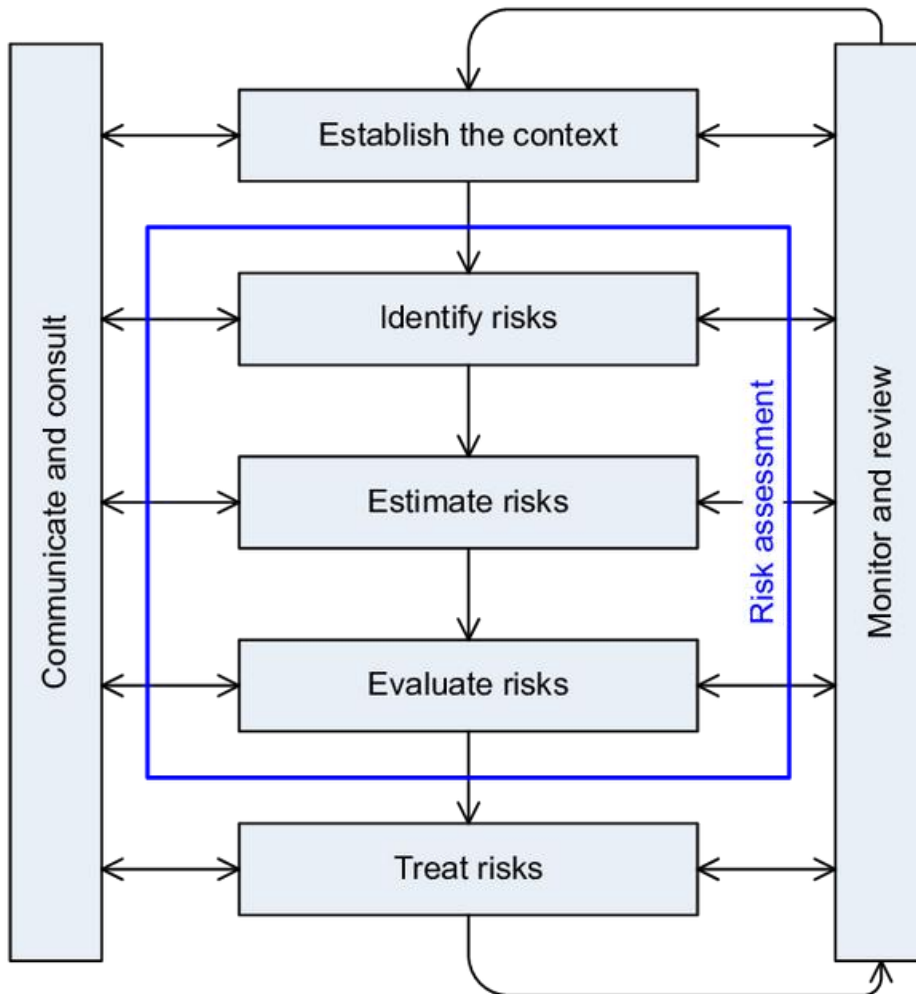 Establish the context
Identify risks
Estimate risks
Evaluate risks
Treat risks
Communicate and consult
Risk assessment
Monitor and review